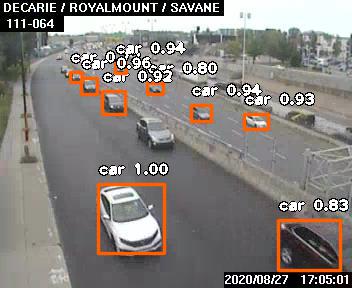 DECARIE / ROYALMOUNT / SAVANE
111-064
car 0.94
car 0.96
car 0.80
car 0.92
car 0.94
car 0.93
car 1.00
car 0.83
2020/08/27 17:05:01